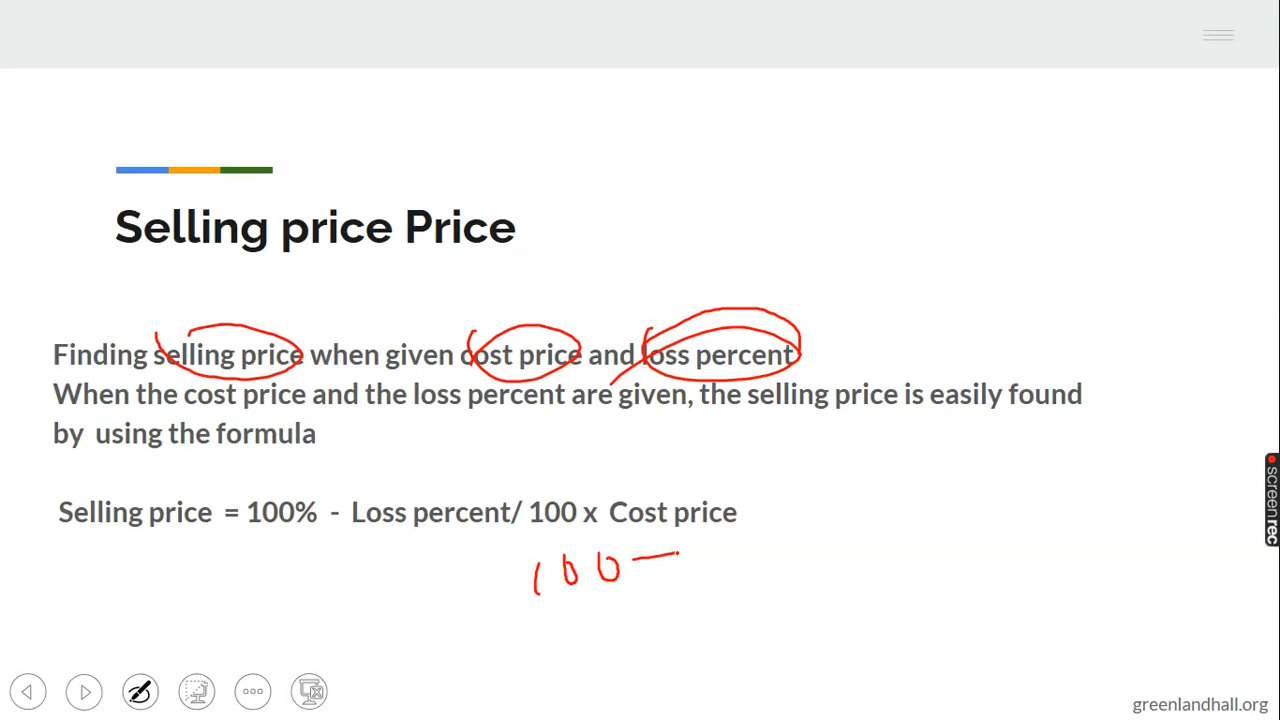 Selling price Price
Finding selling price when given cost price and loss percent
When the cost price and the loss percent are given, the selling price is easily found
by using the formula
Selling price = 100% - Loss percent/ 100 x Cost price
100 —
screenrec
greenlandhall.org